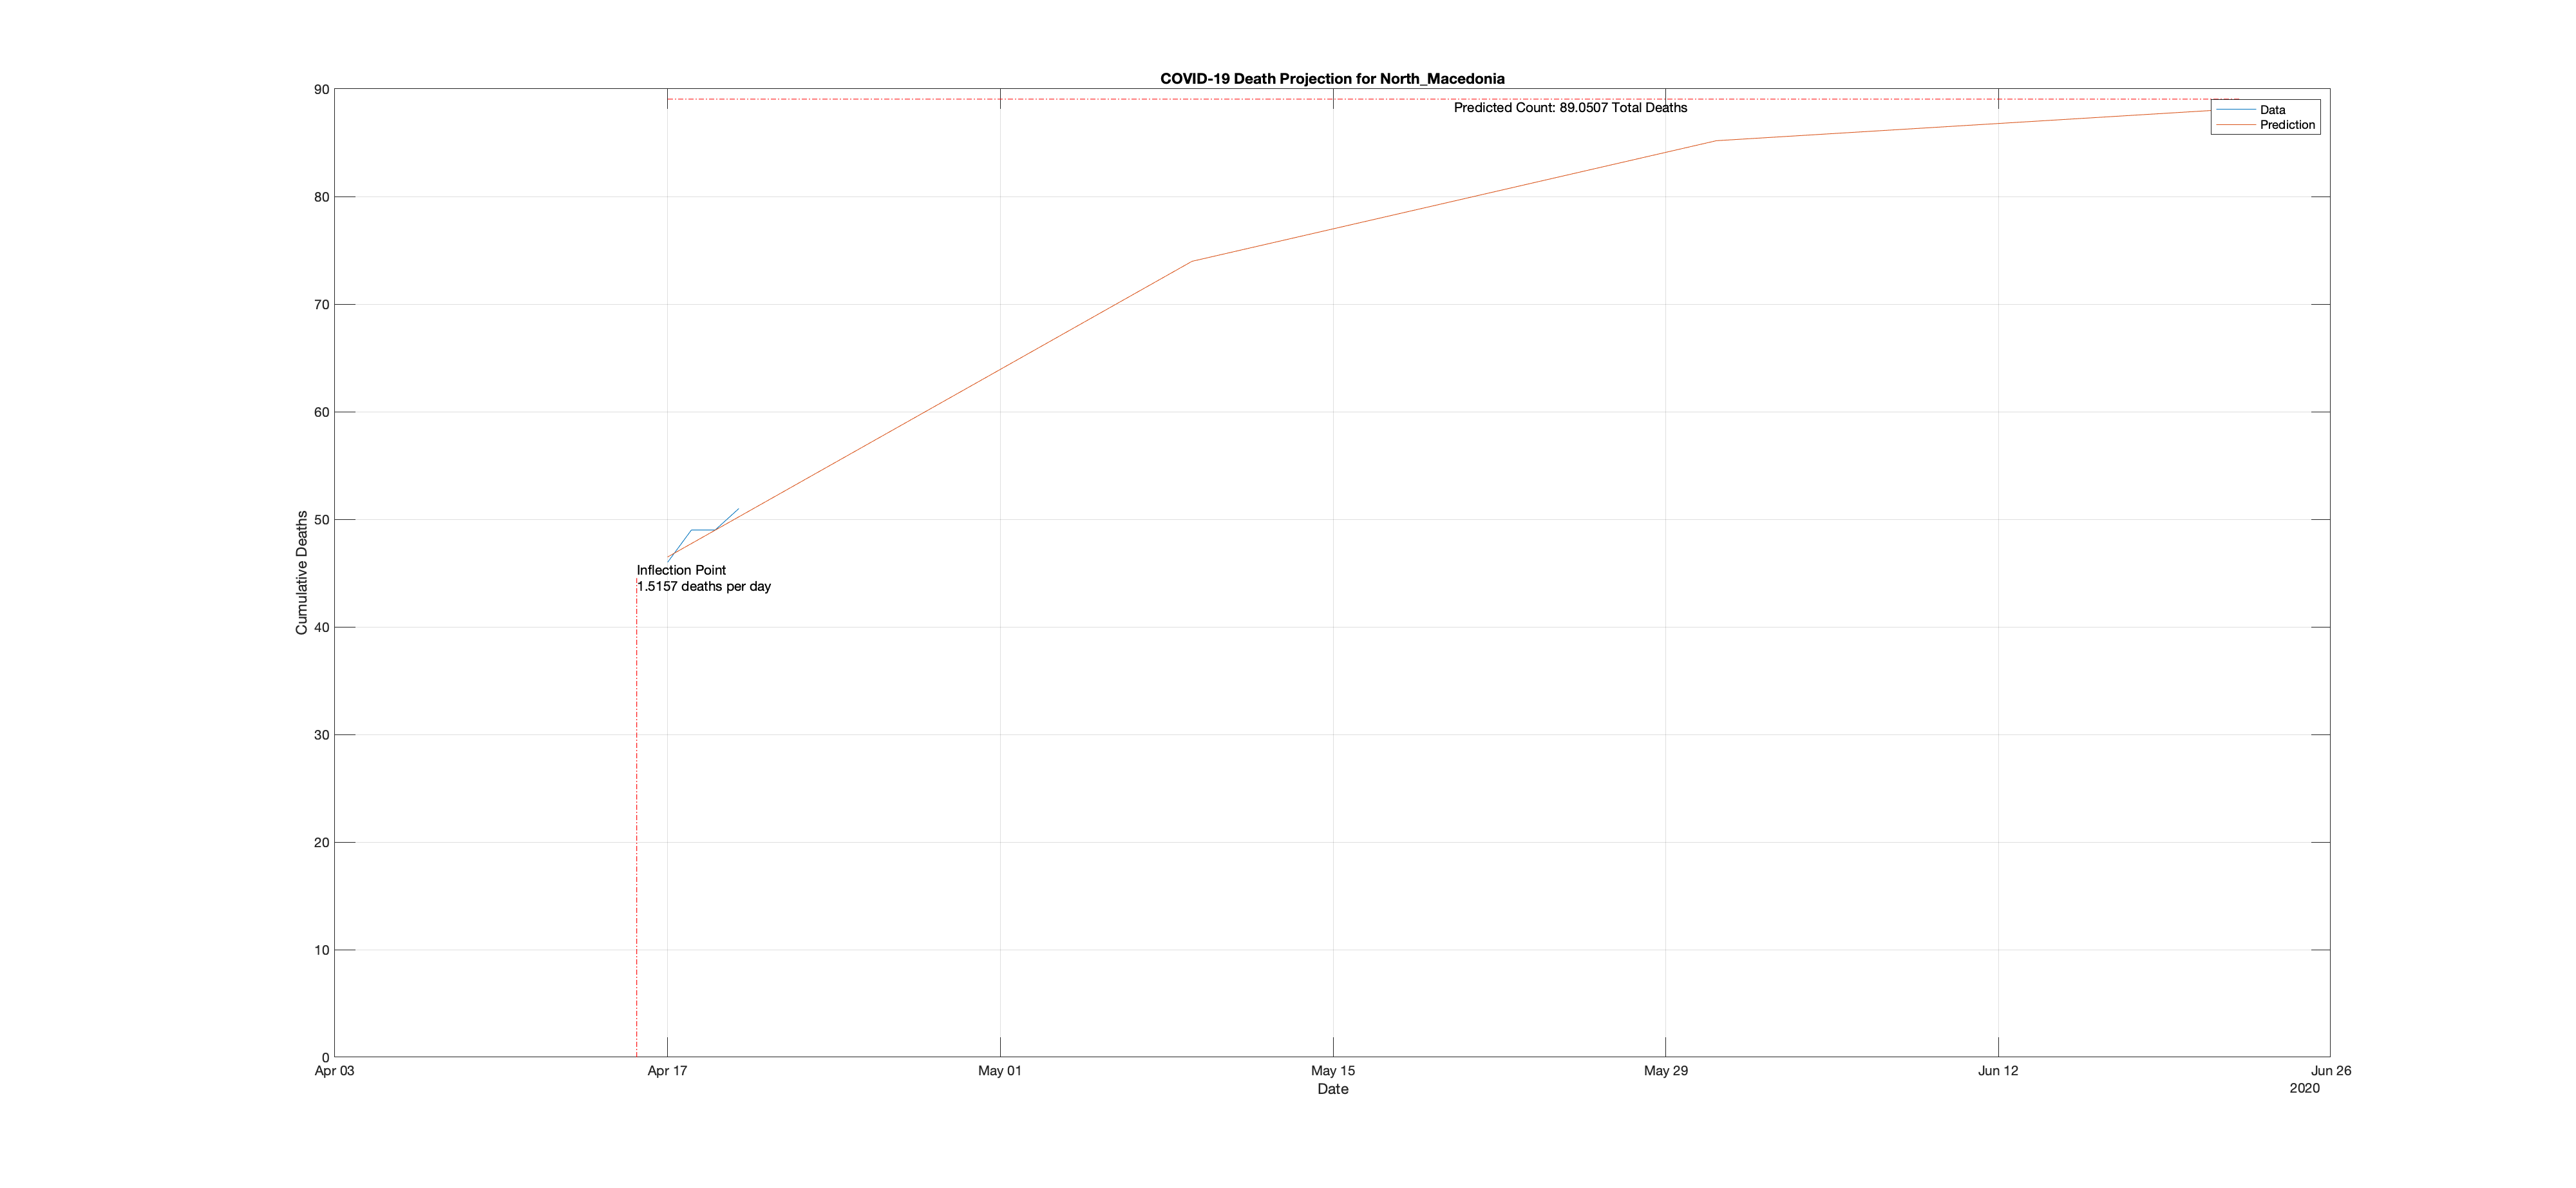 COVID-19 Death Projection for North_Macedonia
90
80
70
60
50
40
30
20
10
0
Cumulative Deaths
Predicted Count: 89.0507 Total Deaths
Data
Prediction
Inflection Point
1.5157 deaths per day
Apr 03
Apr 17
May 01
May 15
May 29
Jun 12
Jun 26
Date
2020